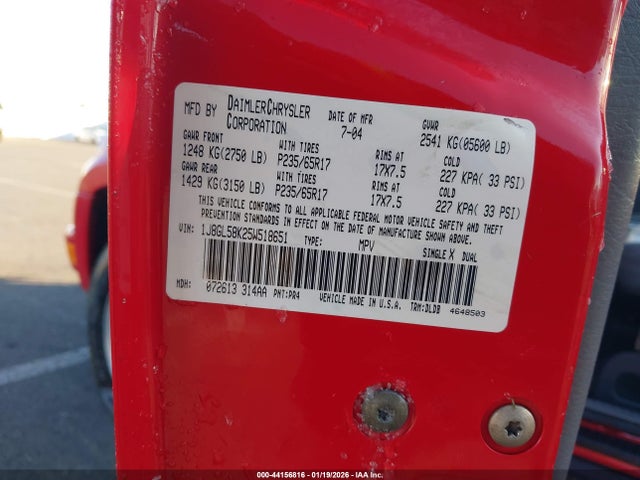 MFD BY DAIMLERCHRYSLER CORPORATION DATE OF MFR 7-04 GVWR 2541 KG(05600 LB)
GAWR FRONT WITH TIRES RIMS AT COLD
1248 KG(2750 LB) P235/65R17 17X7.5 227 KPA( 33 PSI)
GAWR REAR WITH TIRES RIMS AT COLD
1429 KG(3150 LB) P235/65R17 17X7.5 227 KPA( 33 PSI)
THIS VEHICLE CONFORMS TO ALL APPLICABLE FEDERAL MOTOR VEHICLE SAFETY AND THEFT
PREVENTION STANDARDS IN EFFECT ON THE DATE OF MANUFACTURE SHOWN ABOVE.
VIN: 1J8GL58K25W518651 TYPE: MPV SINGLE X DUAL
MDH: 072613 314AA PNT:PR4 VEHICLE MADE IN U.S.A. TRM:DLDB 4648503
000-44156816 - 01/19/2026 - IAA Inc.